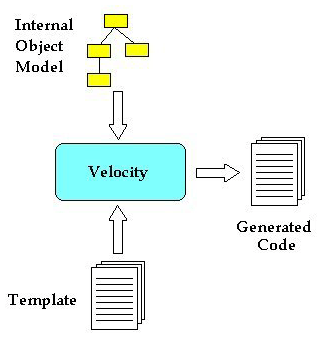 Internal
Object
Model
Velocity
Generated
Code
Template